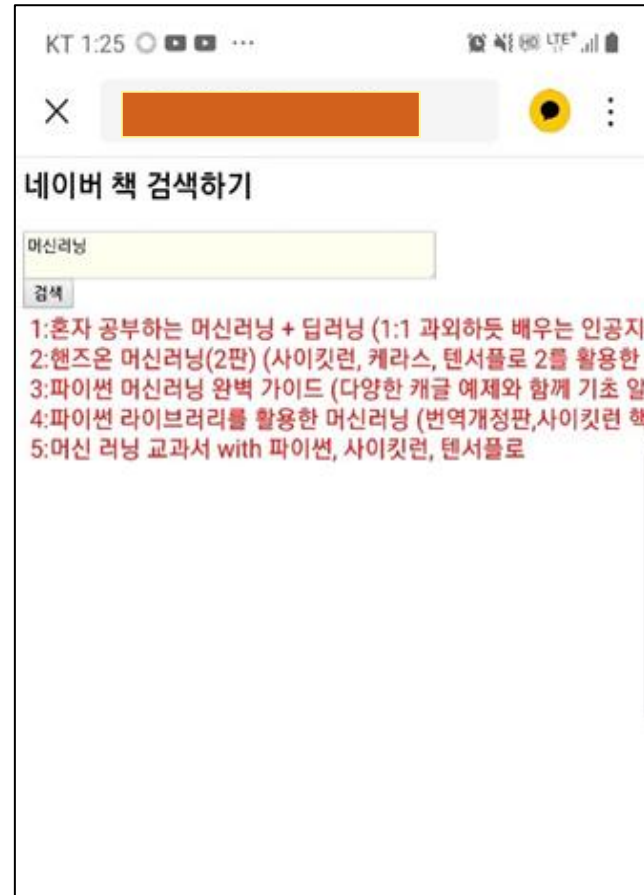 KT 1:25 ···
HD LTE+
네이버 책 검색하기
머신러닝
검색
1:혼자 공부하는 머신러닝 + 딥러닝 (1:1 과외하듯 배우는 인공지
2:핸즈온 머신러닝(2판) (사이킷런, 케라스, 텐서플로 2를 활용한
3:파이썬 머신러닝 완벽 가이드 (다양한 캐글 예제와 함께 기초 알
4:파이썬 라이브러리를 활용한 머신러닝 (번역개정판,사이킷런 핵
5:머신 러닝 교과서 with 파이썬, 사이킷런, 텐서플로